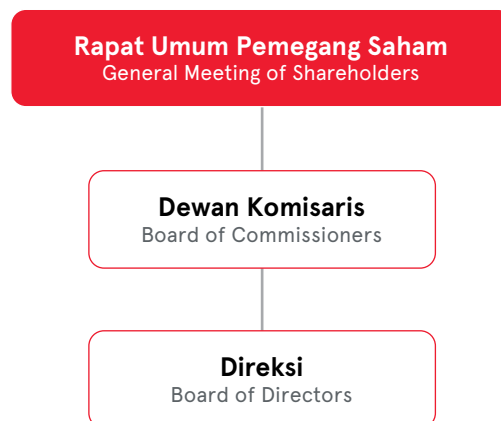 Rapat Umum Pemegang Saham
General Meeting of Shareholders
Dewan Komisaris
Board of Commissioners
Direksi
Board of Directors